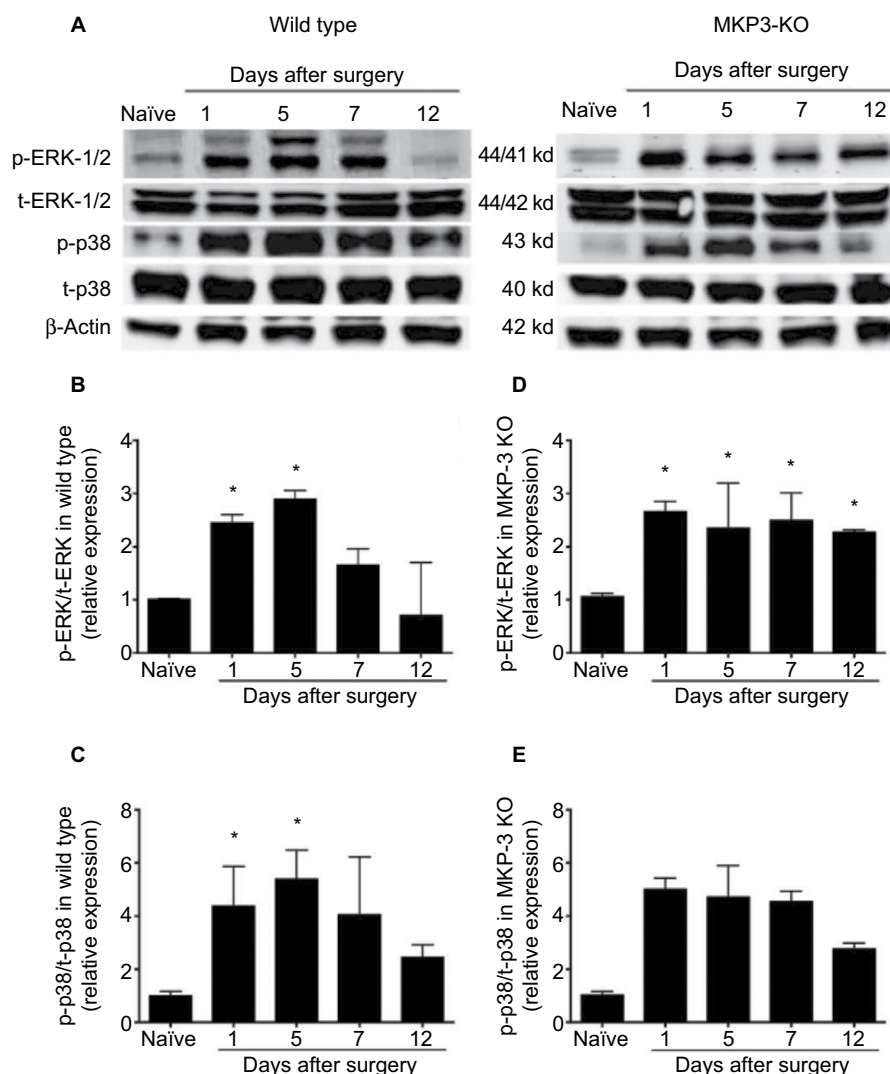 A
Wild type
MKP3-KO
Days after surgery
Days after surgery
Naïve 1 5 7 12
Naïve 1 5 7 12
p-ERK-1/2
44/41 kd
t-ERK-1/2
44/42 kd
p-p38
43 kd
t-p38
40 kd
β-Actin
42 kd
B
p-ERK/t-ERK in wild type
(relative expression)
4
3
2
1
0
* *
Naïve 1 5 7 12
Days after surgery
D
p-ERK/t-ERK in MKP-3 KO
(relative expression)
4
3
2
1
0
* * * *
Naïve 1 5 7 12
Days after surgery
C
p-p38/t-p38 in wild type
(relative expression)
8
6
4
2
0
* *
Naïve 1 5 7 12
Days after surgery
E
p-p38/t-p38 in MKP-3 KO
(relative expression)
8
6
4
2
0
Naïve 1 5 7 12
Days after surgery